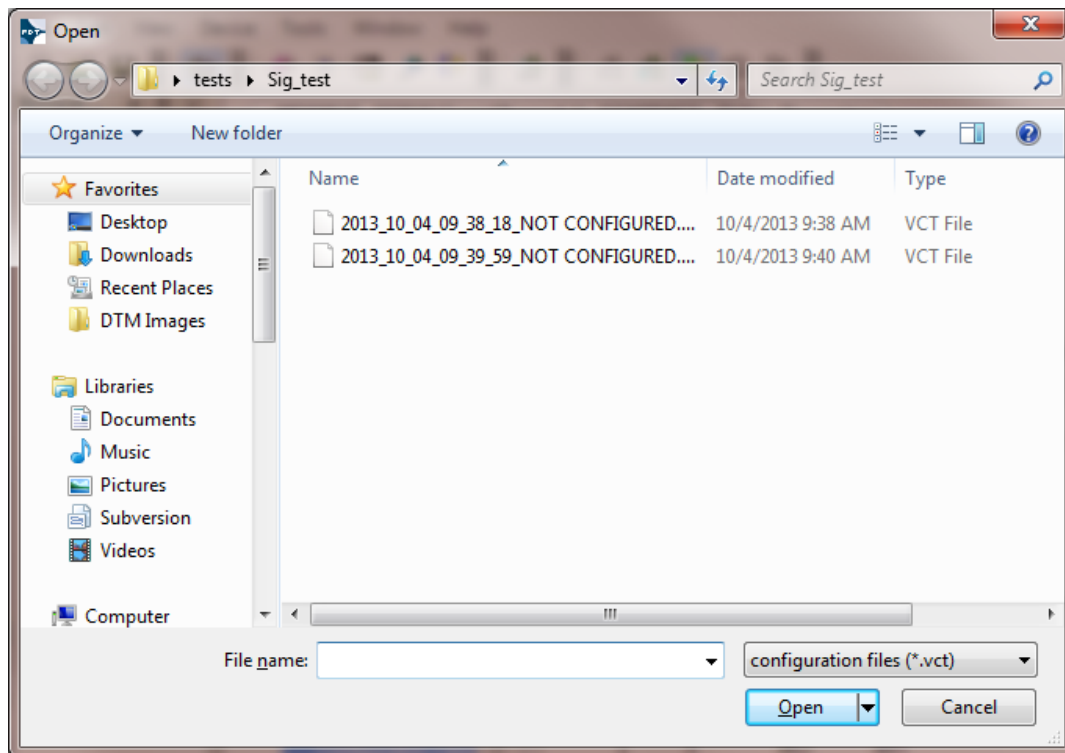 PDT Open
tests Sig_test Search Sig_test
Organize New folder
Name Date modified Type
Favorites
Desktop 2013_10_04_09_38_18_NOT CONFIGURED.... 10/4/2013 9:38 AM VCT File
Downloads 2013_10_04_09_39_59_NOT CONFIGURED.... 10/4/2013 9:40 AM VCT File
Recent Places
DTM Images
Libraries
Documents
Music
Pictures
Subversion
Videos
Computer
File name: configuration files (*.vct)
Open Cancel